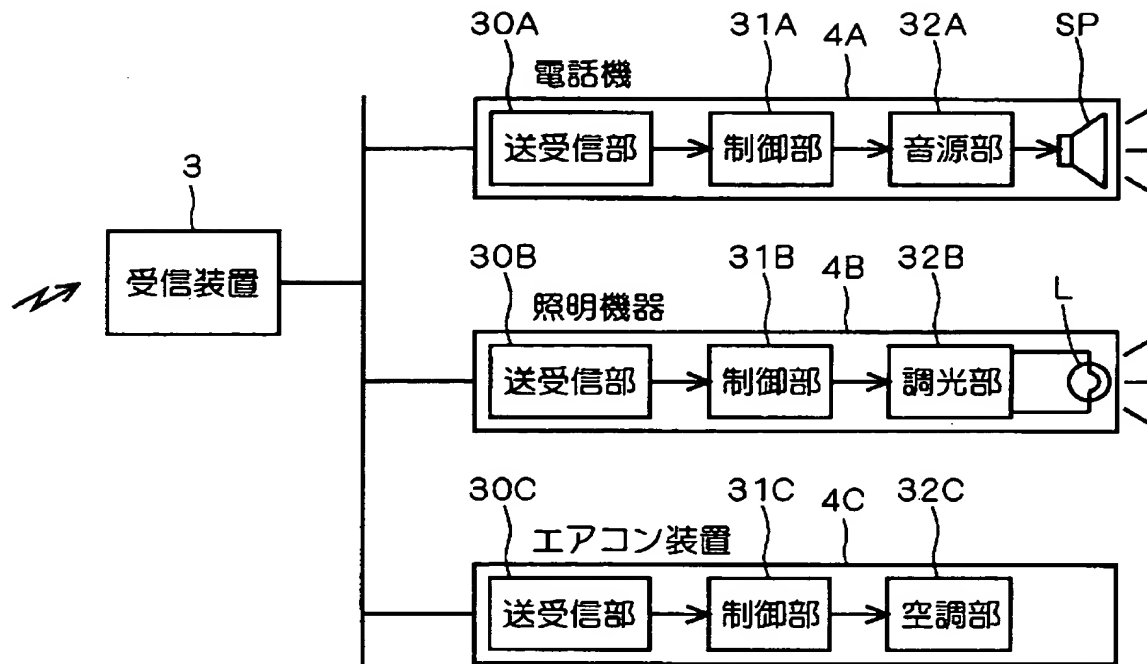 30A 31A 4A 32A SP
電話機
送受信部 制御部 音源部
3
受信装置
30B 31B 4B 32B L
照明機器
送受信部 制御部 調光部
30C 31C 4C 32C
エアコン装置
送受信部 制御部 空調部